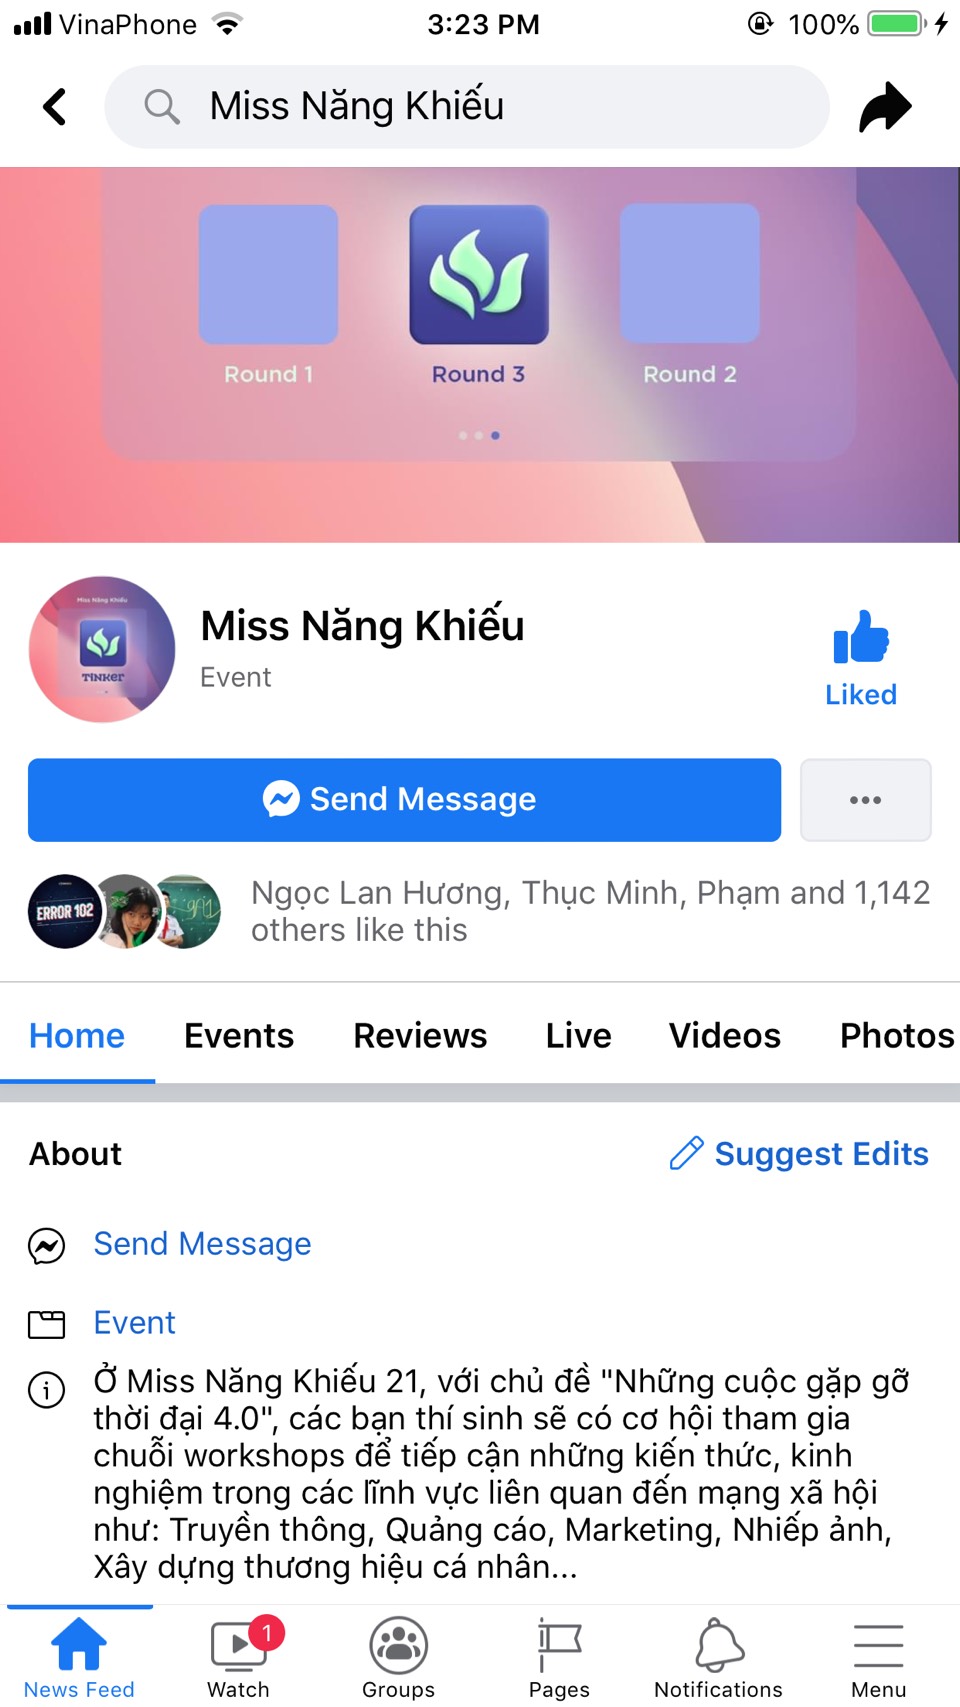 VinaPhone 3:23 PM 100%
Miss Năng Khiếu
Round 1 Round 3 Round 2
Miss Năng Khiếu
TINKER
Miss Năng Khiếu
Event
Liked
Send Message
ERROR 102
Ngọc Lan Hương, Thục Minh, Phạm and 1,142
others like this
Home Events Reviews Live Videos Photos
About Suggest Edits
Send Message
Event
Ở Miss Năng Khiếu 21, với chủ đề "Những cuộc gặp gỡ
thời đại 4.0", các bạn thí sinh sẽ có cơ hội tham gia
chuỗi workshops để tiếp cận những kiến thức, kinh
nghiệm trong các lĩnh vực liên quan đến mạng xã hội
như: Truyền thông, Quảng cáo, Marketing, Nhiếp ảnh,
Xây dựng thương hiệu cá nhân...
1
News Feed Watch Groups Pages Notifications Menu